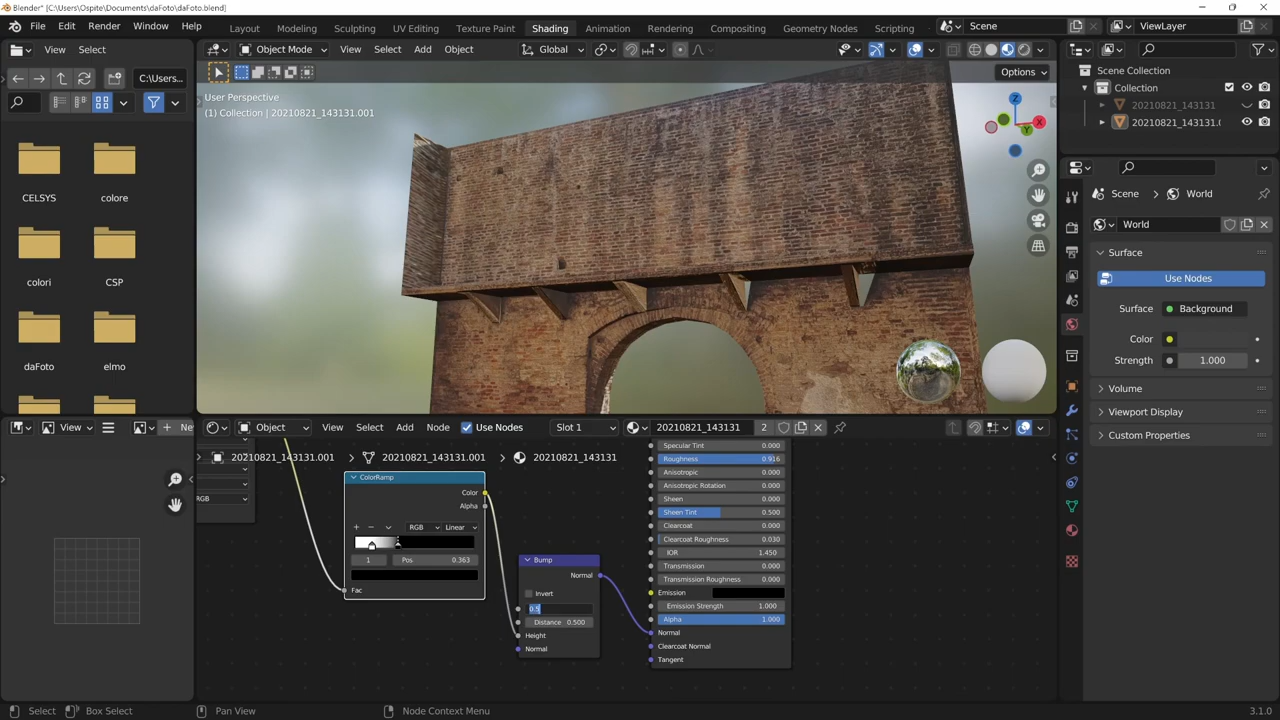 Blender* [C:\Users\Ospite\Documents\daFoto\daFoto.blend]
File Edit Render Window Help
Layout Modeling Sculpting UV Editing Texture Paint Shading Animation Rendering Compositing Geometry Nodes Scripting
Scene
ViewLayer
View Select
Object Mode View Select Add Object Global
Options
C:\Users...
CELSYS colore
colori CSP
daFoto elmo
User Perspective
(1) Collection | 20210821_143131.001
X
Y
Z
Scene Collection
Collection
20210821_143131
20210821_143131.(
Scene > World
World
Surface
Use Nodes
Surface Background
Color
Strength 1.000
Volume
Viewport Display
Custom Properties
View
Ne
Object View Select Add Node Use Nodes Slot 1 20210821_143131 2
20210821_143131.001 > 20210821_143131.001 > 20210821_143131
RGB
ColorRamp
Color
Alpha
RGB Linear
1 Pos 0.363
Fac
Bump
Normal
Invert
0.5
Distance 0.500
Height
Normal
Specular Tint 0.000
Roughness 0.916
Anisotropic 0.000
Anisotropic Rotation 0.000
Sheen 0.000
Sheen Tint 0.500
Clearcoat 0.000
Clearcoat Roughness 0.030
IOR 1.450
Transmission 0.000
Transmission Roughness 0.000
Emission
Emission Strength 1.000
Alpha 1.000
Normal
Clearcoat Normal
Tangent
Select Box Select Pan View Node Context Menu 3.1.0